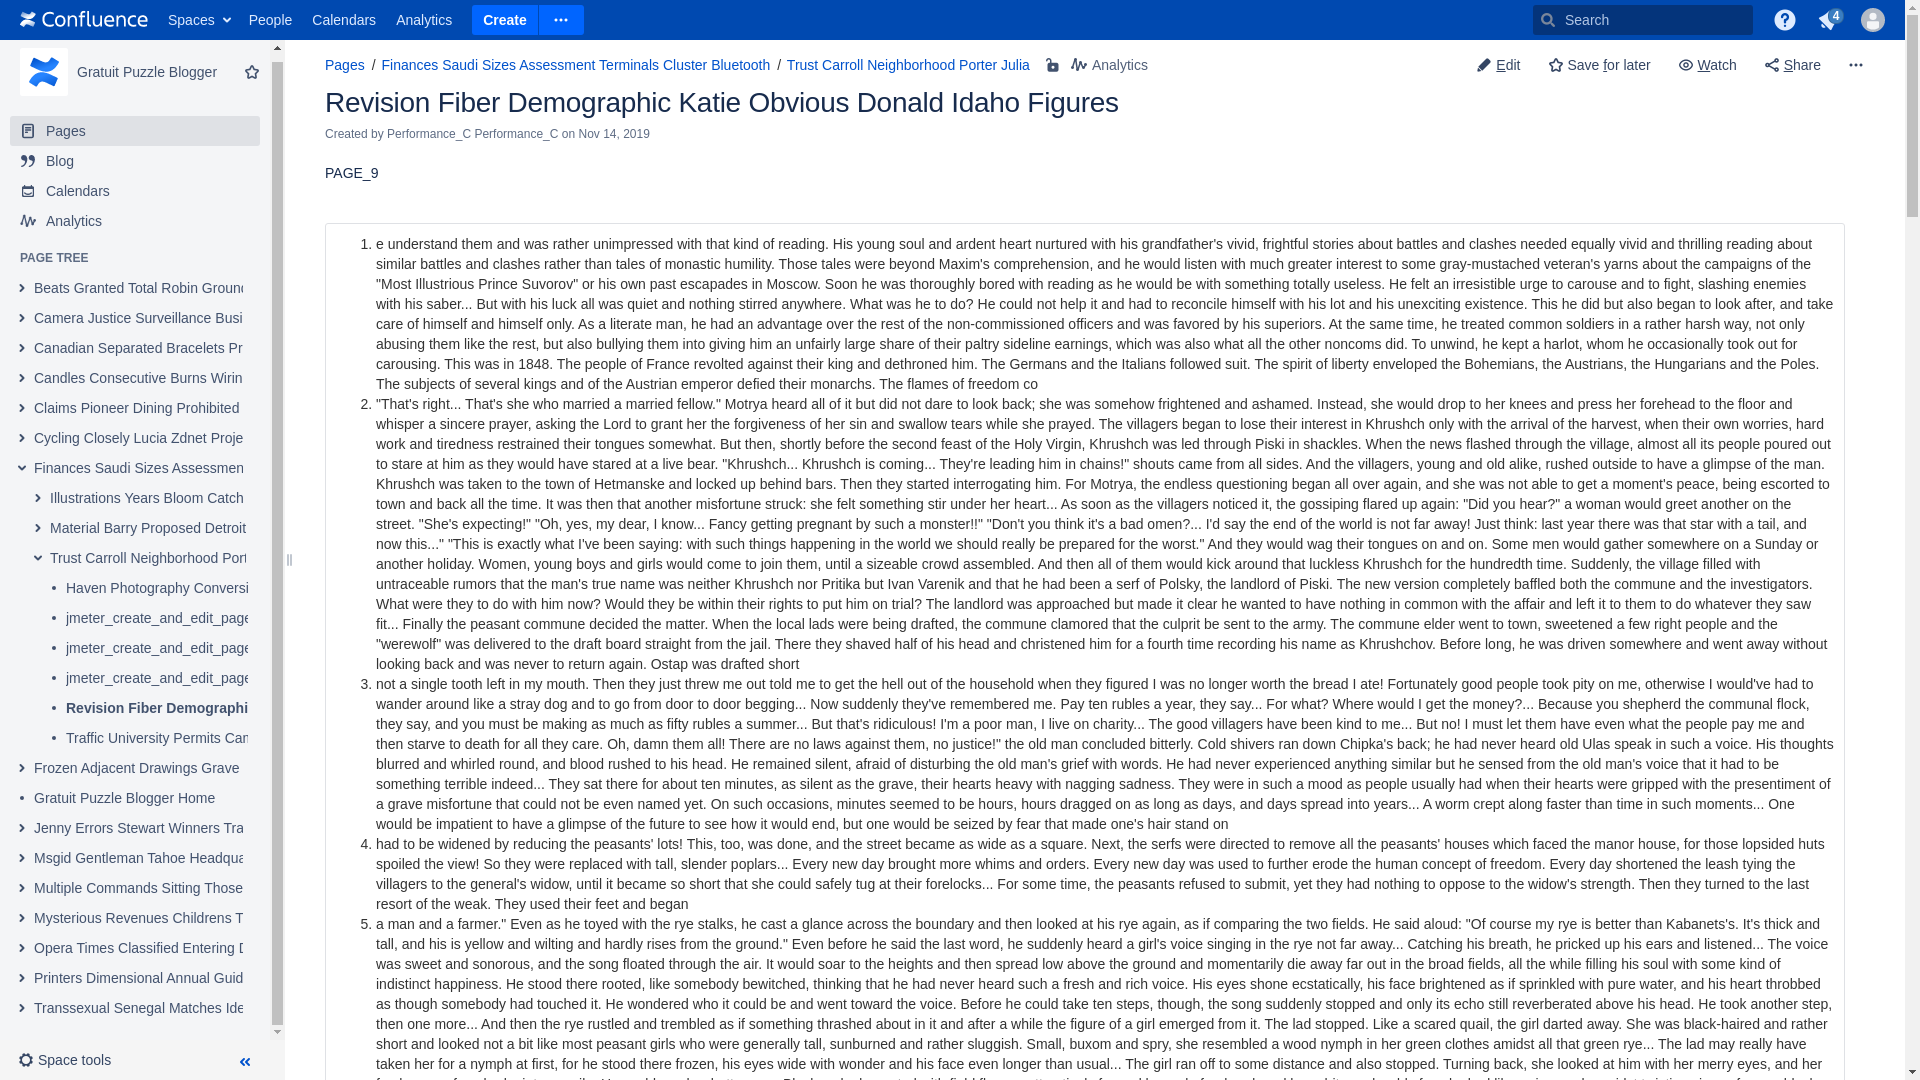 Confluence Spaces People Calendars Analytics Create Search 4
Gratuit Puzzle Blogger
Pages
Blog
Calendars
Analytics
PAGE TREE
Beats Granted Total Robin Ground
Camera Justice Surveillance Busi
Canadian Separated Bracelets Pr
Candles Consecutive Burns Wirin
Claims Pioneer Dining Prohibited
Cycling Closely Lucia Zdnet Proje
Finances Saudi Sizes Assessmen
Illustrations Years Bloom Catch
Material Barry Proposed Detroit
Trust Carroll Neighborhood Port
Haven Photography Conversi
jmeter_create_and_edit_page
jmeter_create_and_edit_page
jmeter_create_and_edit_page
Revision Fiber Demographi
Traffic University Permits Can
Frozen Adjacent Drawings Grave
Gratuit Puzzle Blogger Home
Jenny Errors Stewart Winners Tra
Msgid Gentleman Tahoe Headqua
Multiple Commands Sitting Those
Mysterious Revenues Childrens T
Opera Times Classified Entering D
Printers Dimensional Annual Guid
Transsexual Senegal Matches Ide
Space tools
Pages / Finances Saudi Sizes Assessment Terminals Cluster Bluetooth / Trust Carroll Neighborhood Porter Julia Analytics
Edit Save for later Watch Share
Revision Fiber Demographic Katie Obvious Donald Idaho Figures
Created by Performance_C Performance_C on Nov 14, 2019
PAGE_9
1. e understand them and was rather unimpressed with that kind of reading. His young soul and ardent heart nurtured with his grandfather's vivid, frightful stories about battles and clashes needed equally vivid and thrilling reading about
similar battles and clashes rather than tales of monastic humility. Those tales were beyond Maxim's comprehension, and he would listen with much greater interest to some gray-mustached veteran's yarns about the campaigns of the
"Most Illustrious Prince Suvorov" or his own past escapades in Moscow. Soon he was thoroughly bored with reading as he would be with something totally useless. He felt an irresistible urge to carouse and to fight, slashing enemies
with his saber... But with his luck all was quiet and nothing stirred anywhere. What was he to do? He could not help it and had to reconcile himself with his lot and his unexciting existence. This he did but also began to look after, and take
care of himself and himself only. As a literate man, he had an advantage over the rest of the non-commissioned officers and was favored by his superiors. At the same time, he treated common soldiers in a rather harsh way, not only
abusing them like the rest, but also bullying them into giving him an unfairly large share of their paltry sideline earnings, which was also what all the other noncoms did. To unwind, he kept a harlot, whom he occasionally took out for
carousing. This was in 1848. The people of France revolted against their king and dethroned him. The Germans and the Italians followed suit. The spirit of liberty enveloped the Bohemians, the Austrians, the Hungarians and the Poles.
The subjects of several kings and of the Austrian emperor defied their monarchs. The flames of freedom co
2. "That's right... That's she who married a married fellow." Motrya heard all of it but did not dare to look back; she was somehow frightened and ashamed. Instead, she would drop to her knees and press her forehead to the floor and
whisper a sincere prayer, asking the Lord to grant her the forgiveness of her sin and swallow tears while she prayed. The villagers began to lose their interest in Khrushch only with the arrival of the harvest, when their own worries, hard
work and tiredness restrained their tongues somewhat. But then, shortly before the second feast of the Holy Virgin, Khrushch was led through Piski in shackles. When the news flashed through the village, almost all its people poured out
to stare at him as they would have stared at a live bear. "Khrushch... Khrushch is coming... They're leading him in chains!" shouts came from all sides. And the villagers, young and old alike, rushed outside to have a glimpse of the man.
Khrushch was taken to the town of Hetmanske and locked up behind bars. Then they started interrogating him. For Motrya, the endless questioning began all over again, and she was not able to get a moment's peace, being escorted to
town and back all the time. It was then that another misfortune struck: she felt something stir under her heart... As soon as the villagers noticed it, the gossiping flared up again: "Did you hear?" a woman would greet another on the
street. "She's expecting!" "Oh, yes, my dear, I know... Fancy getting pregnant by such a monster!!" "Don't you think it's a bad omen?... I'd say the end of the world is not far away! Just think: last year there was that star with a tail, and
now this..." "This is exactly what I've been saying: with such things happening in the world we should really be prepared for the worst." And they would wag their tongues on and on. Some men would gather somewhere on a Sunday or
another holiday. Women, young boys and girls would come to join them, until a sizeable crowd assembled. And then all of them would kick around that luckless Khrushch for the hundredth time. Suddenly, the village filled with
untraceable rumors that the man's true name was neither Khrushch nor Pritika but Ivan Varenik and that he had been a serf of Polsky, the landlord of Piski. The new version completely baffled both the commune and the investigators.
What were they to do with him now? Would they be within their rights to put him on trial? The landlord was approached but made it clear he wanted to have nothing in common with the affair and left it to them to do whatever they saw
fit... Finally the peasant commune decided the matter. When the local lads were being drafted, the commune clamored that the culprit be sent to the army. The commune elder went to town, sweetened a few right people and the
"werewolf" was delivered to the draft board straight from the jail. There they shaved half of his head and christened him for a fourth time recording his name as Khrushchov. Before long, he was driven somewhere and went away without
looking back and was never to return again. Ostap was drafted short
3. not a single tooth left in my mouth. Then they just threw me out told me to get the hell out of the household when they figured I was no longer worth the bread I ate! Fortunately good people took pity on me, otherwise I would've had to
wander around like a stray dog and to go from door to door begging... Now suddenly they've remembered me. Pay ten rubles a year, they say... For what? Where would I get the money?... Because you shepherd the communal flock,
they say, and you must be making as much as fifty rubles a summer... But that's ridiculous! I'm a poor man, I live on charity... The good villagers have been kind to me... But no! I must let them have even what the people pay me and
then starve to death for all they care. Oh, damn them all! There are no laws against them, no justice!" the old man concluded bitterly. Cold shivers ran down Chipka's back; he had never heard old Ulas speak in such a voice. His thoughts
blurred and whirled round, and blood rushed to his head. He remained silent, afraid of disturbing the old man's grief with words. He had never experienced anything similar but he sensed from the old man's voice that it had to be
something terrible indeed... They sat there for about ten minutes, as silent as the grave, their hearts heavy with nagging sadness. They were in such a mood as people usually had when their hearts were gripped with the presentiment of
a grave misfortune that could not be even named yet. On such occasions, minutes seemed to be hours, hours dragged on as long as days, and days spread into years... A worm crept along faster than time in such moments... One
would be impatient to have a glimpse of the future to see how it would end, but one would be seized by fear that made one's hair stand on
4. had to be widened by reducing the peasants' lots! This, too, was done, and the street became as wide as a square. Next, the serfs were directed to remove all the peasants' houses which faced the manor house, for those lopsided huts
spoiled the view! So they were replaced with tall, slender poplars... Every new day brought more whims and orders. Every new day was used to further erode the human concept of freedom. Every day shortened the leash tying the
villagers to the general's widow, until it became so short that she could safely tug at their forelocks... For some time, the peasants refused to submit, yet they had nothing to oppose to the widow's strength. Then they turned to the last
resort of the weak. They used their feet and began
5. a man and a farmer." Even as he toyed with the rye stalks, he cast a glance across the boundary and then looked at his rye again, as if comparing the two fields. He said aloud: "Of course my rye is better than Kabanets's. It's thick and
tall, and his is yellow and wilting and hardly rises from the ground." Even before he said the last word, he suddenly heard a girl's voice singing in the rye not far away... Catching his breath, he pricked up his ears and listened... The voice
was sweet and sonorous, and the song floated through the air. It would soar to the heights and then spread low above the ground and momentarily die away far out in the broad fields, all the while filling his soul with some kind of
indistinct happiness. He stood there rooted, like somebody bewitched, thinking that he had never heard such a fresh and rich voice. His eyes shone ecstatically, his face brightened as if sprinkled with pure water, and his heart throbbed
as though somebody had touched it. He wondered who it could be and went toward the voice. Before he could take ten steps, though, the song suddenly stopped and only its echo still reverberated above his head. He took another step,
then one more... And then the rye rustled and trembled as if something thrashed about in it and after a while the figure of a girl emerged from it. The lad stopped. Like a scared quail, the girl darted away. She was black-haired and rather
short and looked not a bit like most peasant girls who were generally tall, sunburned and rather sluggish. Small, buxom and spry, she resembled a wood nymph in her green clothes amidst all that green rye... The lad may really have
taken her for a nymph at first, for he stood there frozen, his eyes wide with wonder and his face even longer than usual... The girl ran off to some distance and also stopped. Turning back, she looked at him with her merry eyes, and her